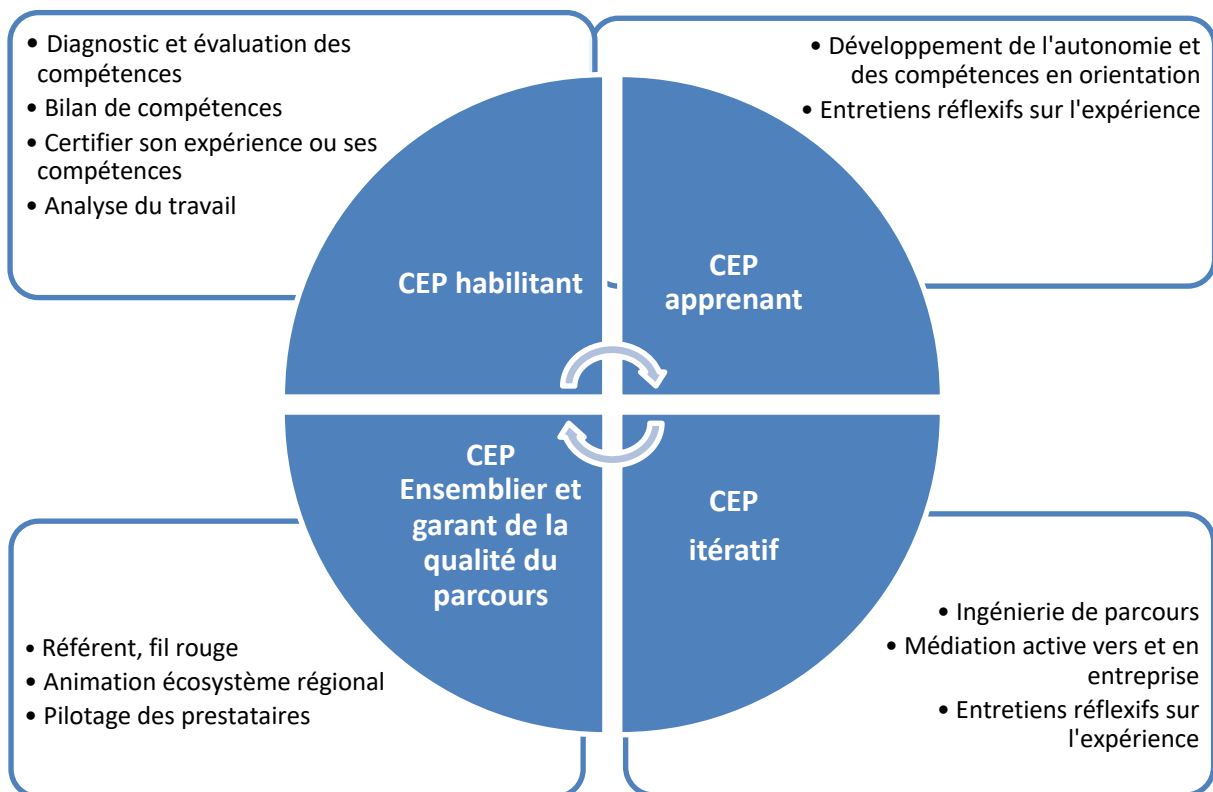 • Diagnostic et évaluation des
compétences
• Bilan de compétences
• Certifier son expérience ou ses
compétences
• Analyse du travail
• Développement de l'autonomie et
des compétences en orientation
• Entretiens réflexifs sur l'expérience
CEP habilitant
CEP
apprenant
CEP
Ensemblier et
garant de la
qualité du
parcours
CEP
itératif
• Référent, fil rouge
• Animation écosystème régional
• Pilotage des prestataires
• Ingénierie de parcours
• Médiation active vers et en
entreprise
• Entretiens réflexifs sur
l'expérience